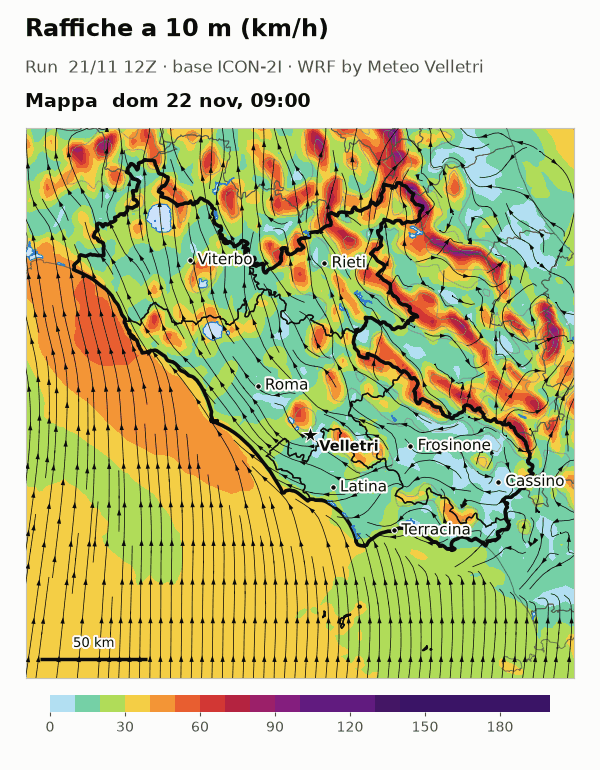 Raffiche a 10 m (km/h)
Run  21/11 12Z · base ICON-2I · WRF by Meteo Velletri
Mappa  dom 22 nov, 09:00
Viterbo
Rieti
Roma
Velletri
Frosinone
Cassino
Latina
Terracina
50 km
0 30 60 90 120 150 180